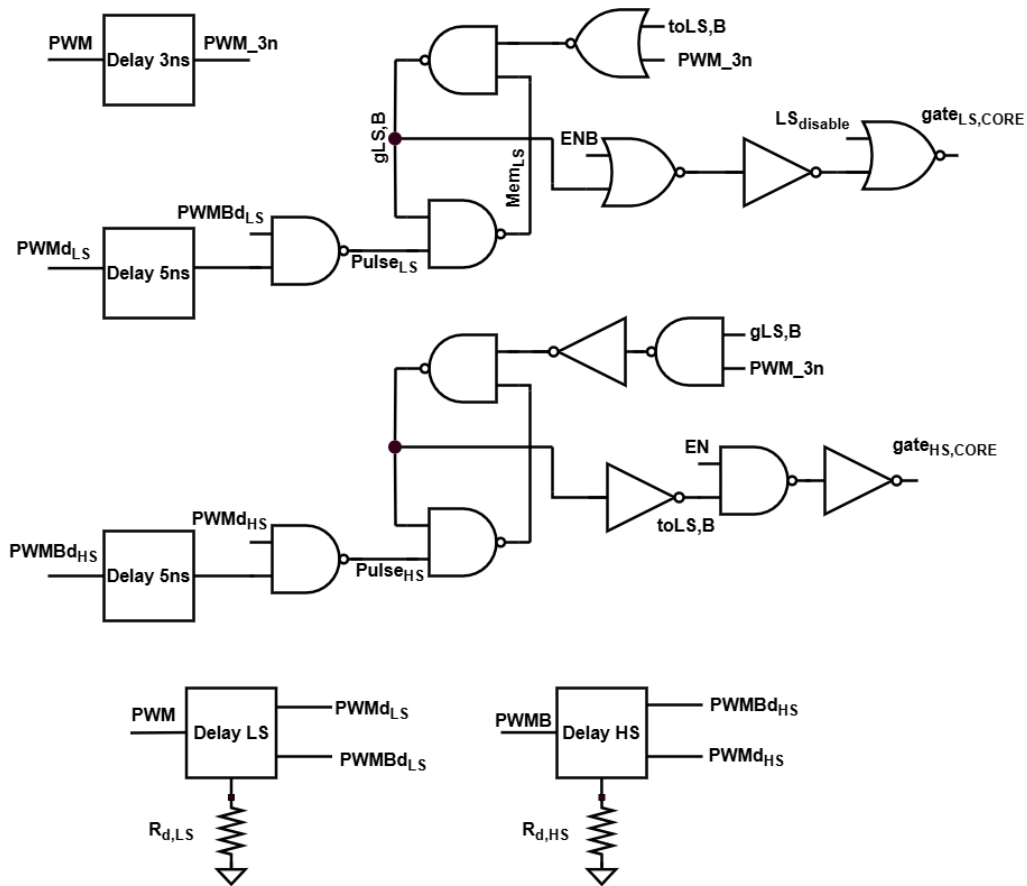 PWM
Delay 3ns
PWM_3n
toLS,B
PWM_3n
gLS,B
MemLS
ENB
LSdisable
gateLS,CORE
PWMBdLS
PWMdLS
Delay 5ns
PulseLS
gLS,B
PWM_3n
EN
gateHS,CORE
toLS,B
PWMdHS
PWMBdHS
Delay 5ns
PulseHS
PWM
Delay LS
PWMdLS
PWMBdLS
Rd,LS
PWMB
Delay HS
PWMBdHS
PWMdHS
Rd,HS